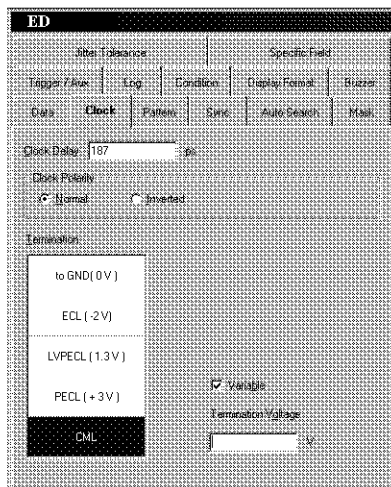 ED
Jitter Tolerance Specific Field
Trigger / Aux Log Condition Display Format Buzzer
Data Clock Pattern Sync Auto Search Mask
Clock Delay 187 ps
Clock Polarity
Normal Inverted
Termination
to GND( 0 V )
ECL ( -2 V)
LVPECL ( 1.3 V )
PECL ( + 3 V )
CML
Variable
Termination Voltage
V